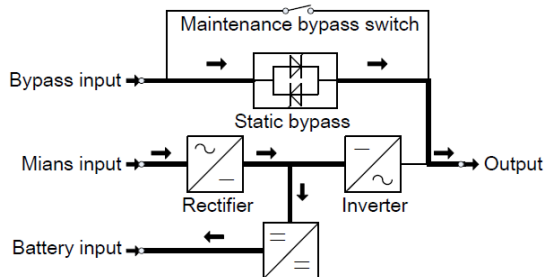 Maintenance bypass switch
Bypass input
Static bypass
Mians input
Output
Rectifier
Inverter
Battery input